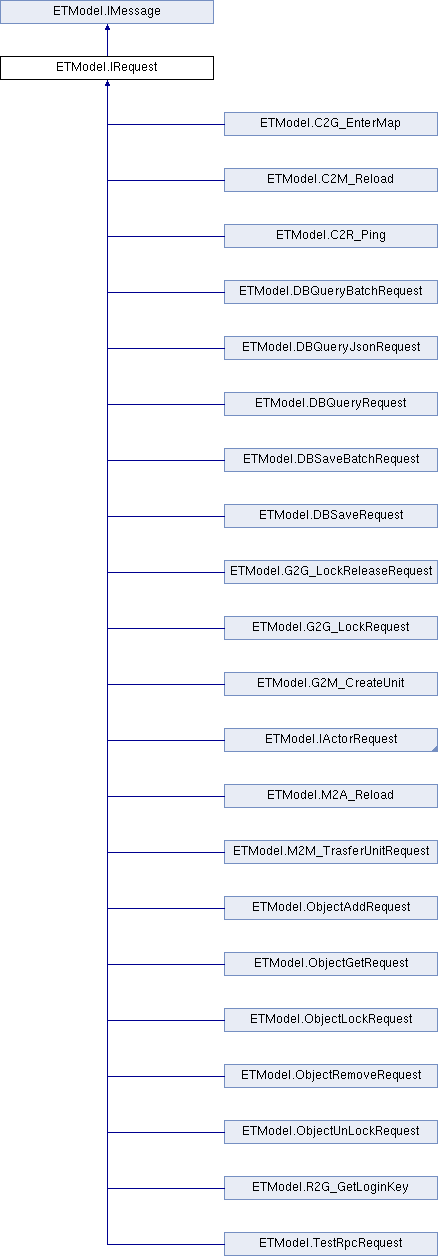 ETModel.IMessage
ETModel.IRequest
ETModel.C2G_EnterMap
ETModel.C2M_Reload
ETModel.C2R_Ping
ETModel.DBQueryBatchRequest
ETModel.DBQueryJsonRequest
ETModel.DBQueryRequest
ETModel.DBSaveBatchRequest
ETModel.DBSaveRequest
ETModel.G2G_LockReleaseRequest
ETModel.G2G_LockRequest
ETModel.G2M_CreateUnit
ETModel.IActorRequest
ETModel.M2A_Reload
ETModel.M2M_TrasferUnitRequest
ETModel.ObjectAddRequest
ETModel.ObjectGetRequest
ETModel.ObjectLockRequest
ETModel.ObjectRemoveRequest
ETModel.ObjectUnLockRequest
ETModel.R2G_GetLoginKey
ETModel.TestRpcRequest